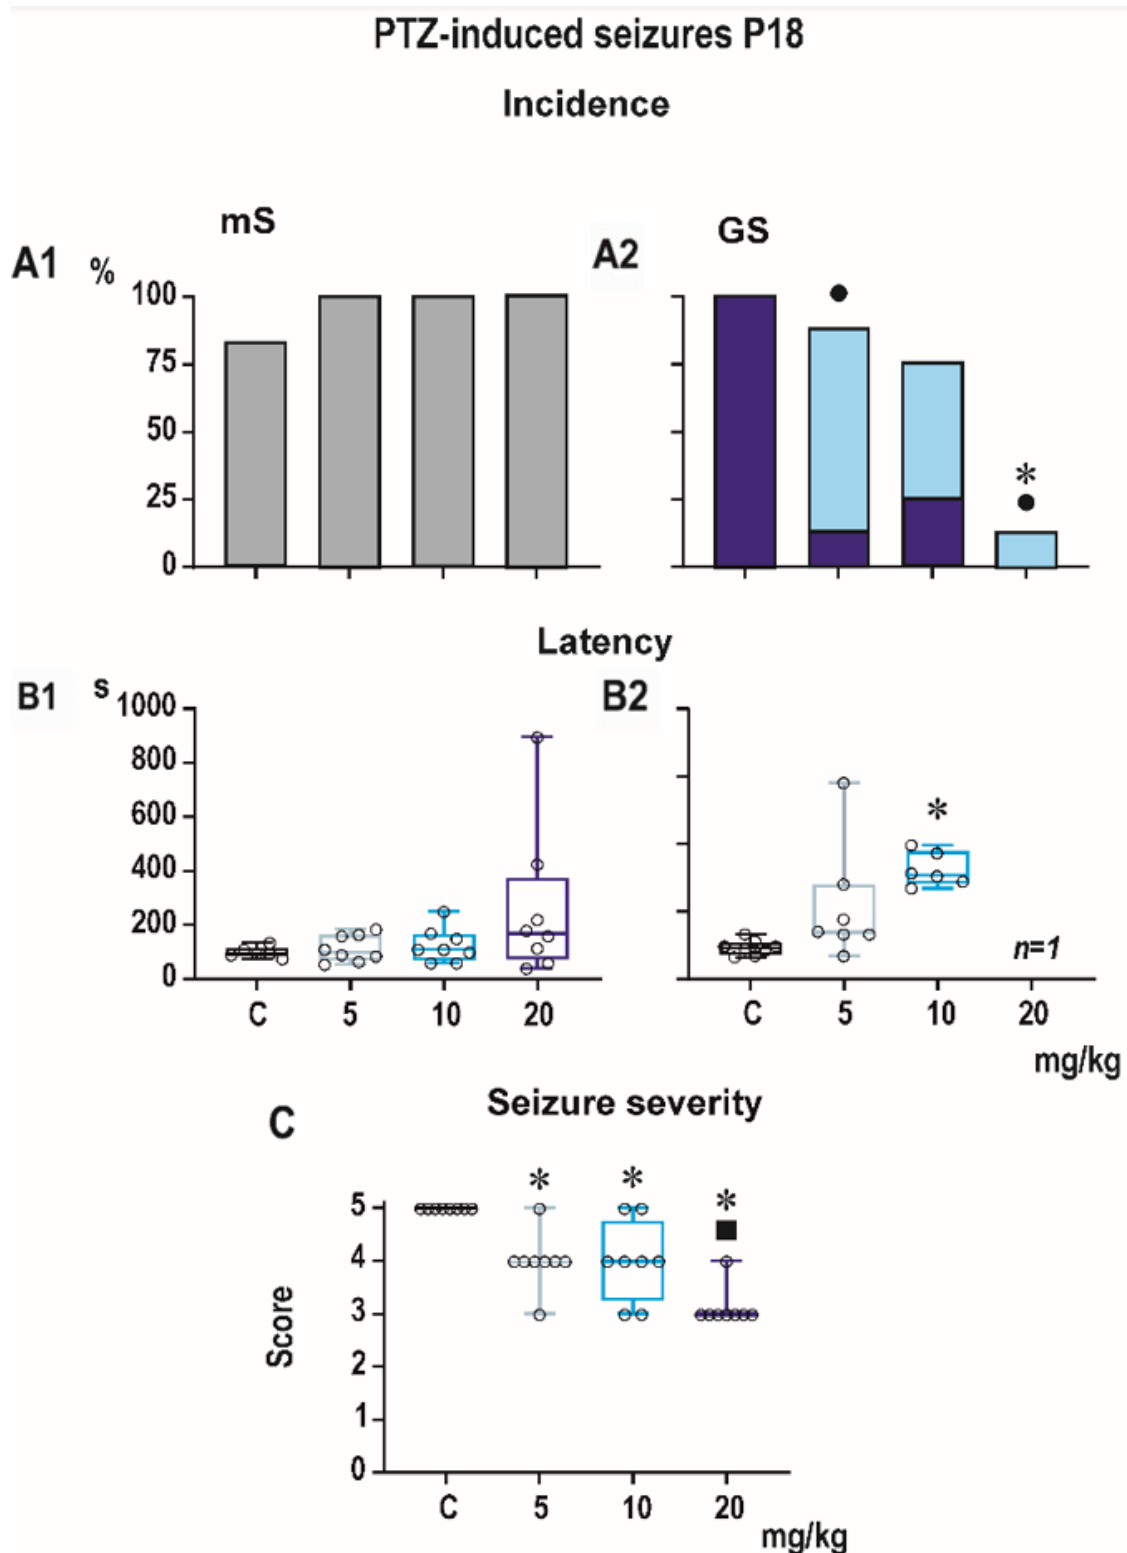 PTZ-induced seizures P18
Incidence
mS
GS
A1
%
A2
100
75
50
25
0
*
Latency
B1
s
B2
1000
800
600
400
200
0
*
n=1
C 5 10 20
C 5 10 20
mg/kg
Seizure severity
C
* * *
5
4
3
2
1
0
Score
C 5 10 20
mg/kg